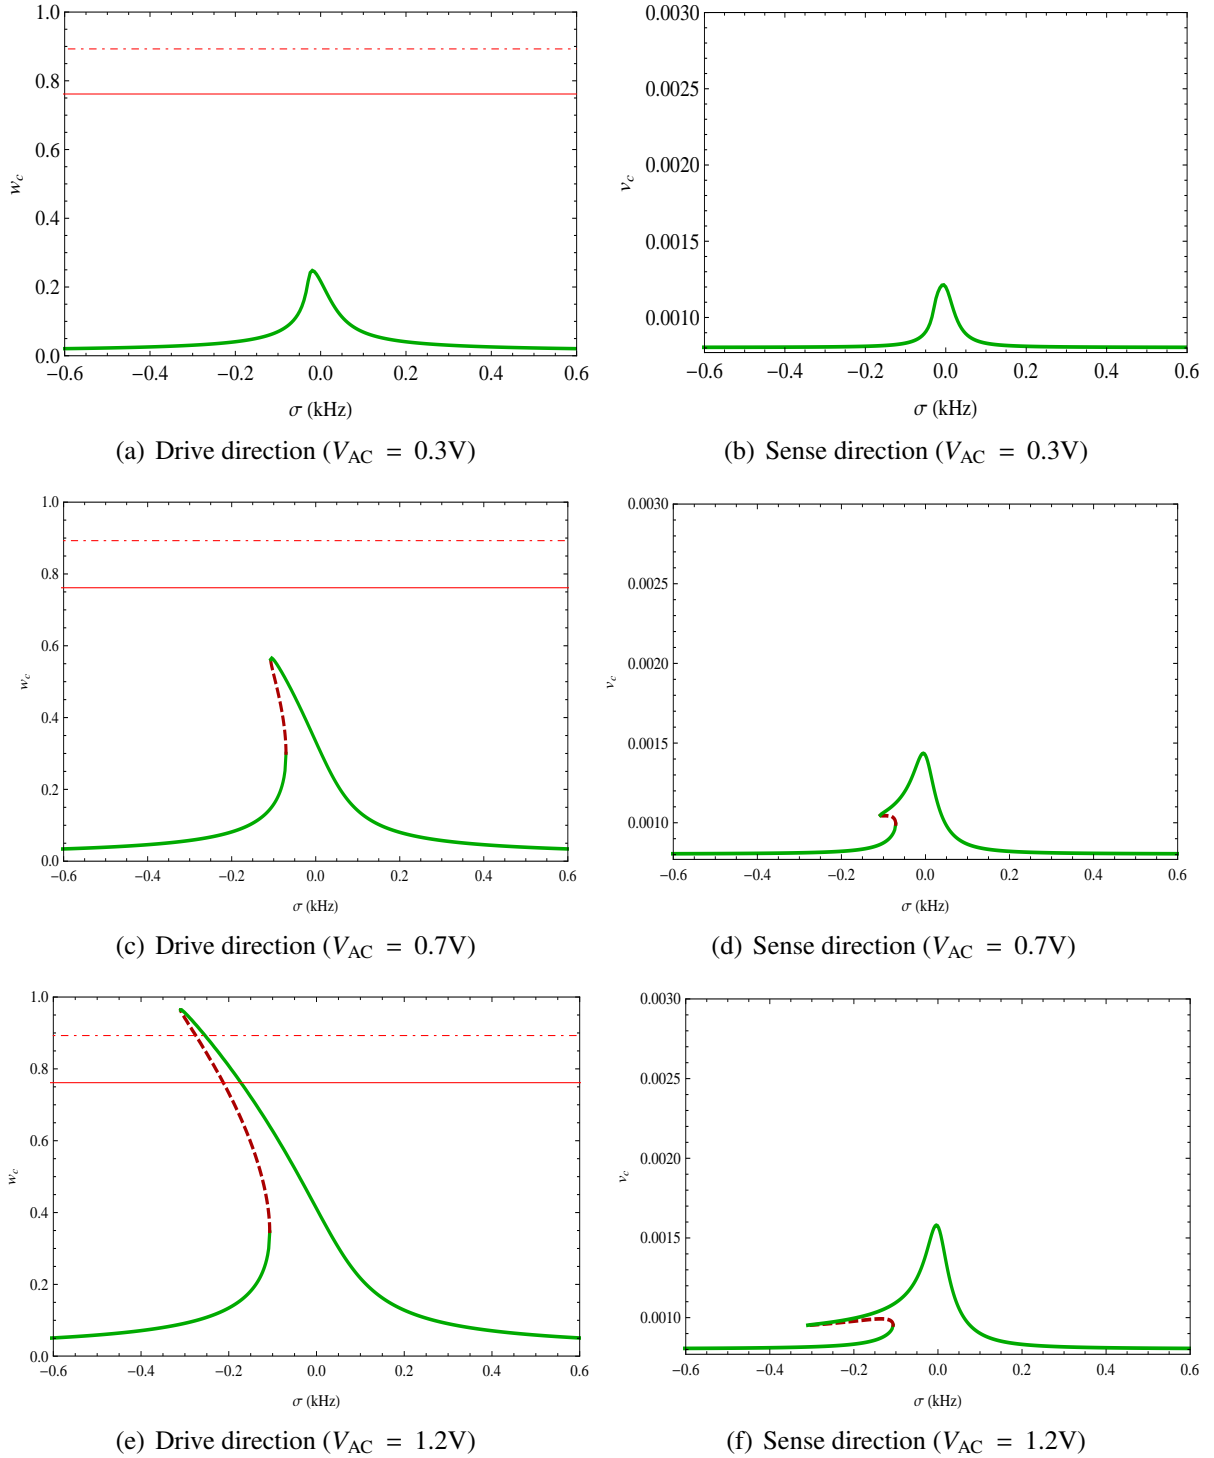 1.0
0.8
0.6
0.4
0.2
0.0
w_c
−0.6 −0.4 −0.2 0.0 0.2 0.4 0.6
σ (kHz)
(a) Drive direction (V_AC = 0.3V)
0.0030
0.0025
0.0020
0.0015
0.0010
v_c
−0.6 −0.4 −0.2 0.0 0.2 0.4 0.6
σ (kHz)
(b) Sense direction (V_AC = 0.3V)
1.0
0.8
0.6
0.4
0.2
0.0
w_c
−0.6 −0.4 −0.2 0.0 0.2 0.4 0.6
σ (kHz)
(c) Drive direction (V_AC = 0.7V)
0.0030
0.0025
0.0020
0.0015
0.0010
v_c
−0.6 −0.4 −0.2 0.0 0.2 0.4 0.6
σ (kHz)
(d) Sense direction (V_AC = 0.7V)
1.0
0.8
0.6
0.4
0.2
0.0
w_c
−0.6 −0.4 −0.2 0.0 0.2 0.4 0.6
σ (kHz)
(e) Drive direction (V_AC = 1.2V)
0.0030
0.0025
0.0020
0.0015
0.0010
v_c
−0.6 −0.4 −0.2 0.0 0.2 0.4 0.6
σ (kHz)
(f) Sense direction (V_AC = 1.2V)